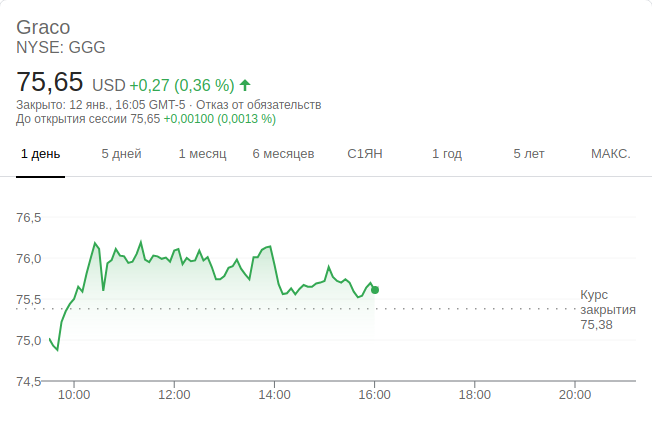 Graco
NYSE: GGG
75,65 USD +0,27 (0,36 %)
Закрыто: 12 янв., 16:05 GMT-5 · Отказ от обязательств
До открытия сессии 75,65 +0,00100 (0,0013 %)
1 день 5 дней 1 месяц 6 месяцев С1ЯН 1 год 5 лет МАКС.
76,5
76,0
75,5
Курс
закрытия
75,38
75,0
74,5
10:00 12:00 14:00 16:00 18:00 20:00